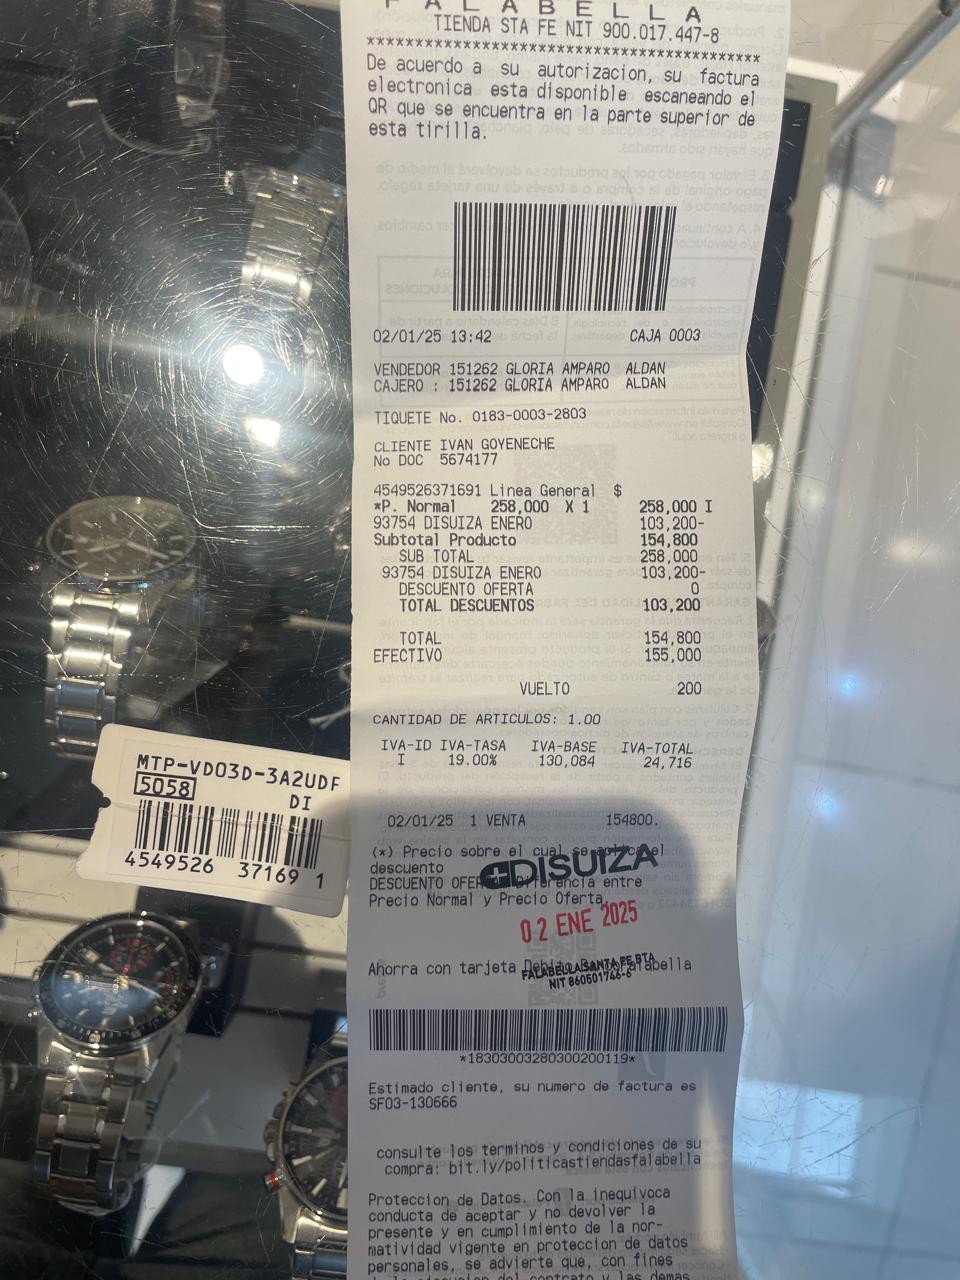 FALABELLA
TIENDA STA FE NIT 900.017.447-8
************************************************
De acuerdo a su autorizacion, su factura
electronica esta disponible escaneando el
QR que se encuentra en la parte superior de
esta tirilla.
02/01/25 13:42 CAJA 0003
VENDEDOR 151262 GLORIA AMPARO ALDAN
CAJERO : 151262 GLORIA AMPARO ALDAN
TIQUETE No. 0183-0003-2803
CLIENTE IVAN GOYENECHE
No DOC 5674177
4549526371691 Linea General $
*P. Normal 258,000 X 1 258,000 I
93754 DISUIZA ENERO 103,200-
Subtotal Producto 154,800
SUB TOTAL 258,000
93754 DISUIZA ENERO 103,200-
DESCUENTO OFERTA 0
TOTAL DESCUENTOS 103,200
TOTAL 154,800
EFECTIVO 155,000
VUELTO 200
CANTIDAD DE ARTICULOS: 1.00
IVA-ID IVA-TASA IVA-BASE IVA-TOTAL
I 19.00% 130,084 24,716
02/01/25 1 VENTA 154800.
(*) Precio sobre el cual se aplica el
descuento
DISUIZA
DESCUENTO OFERTA Diferencia entre
Precio Normal y Precio Oferta.
02 ENE 2025
Ahorra con tarjeta Debito Banco Falabella
FALABELLA SANTA FE BTA
NIT 860501746-6
*18303003280300200119*
Estimado cliente, su numero de factura es
SF03-130666
consulte los terminos y condiciones de su
compra: bit.ly/politicastiendasfalabella
Proteccion de Datos. Con la inequivoca
conducta de aceptar y no devolver la
presente y en cumplimiento de la nor-
matividad vigente en proteccion de datos
personales, se advierte que, con fines
MTP-VD03D-3A2UDF
5058 DI
4549526 37169 1